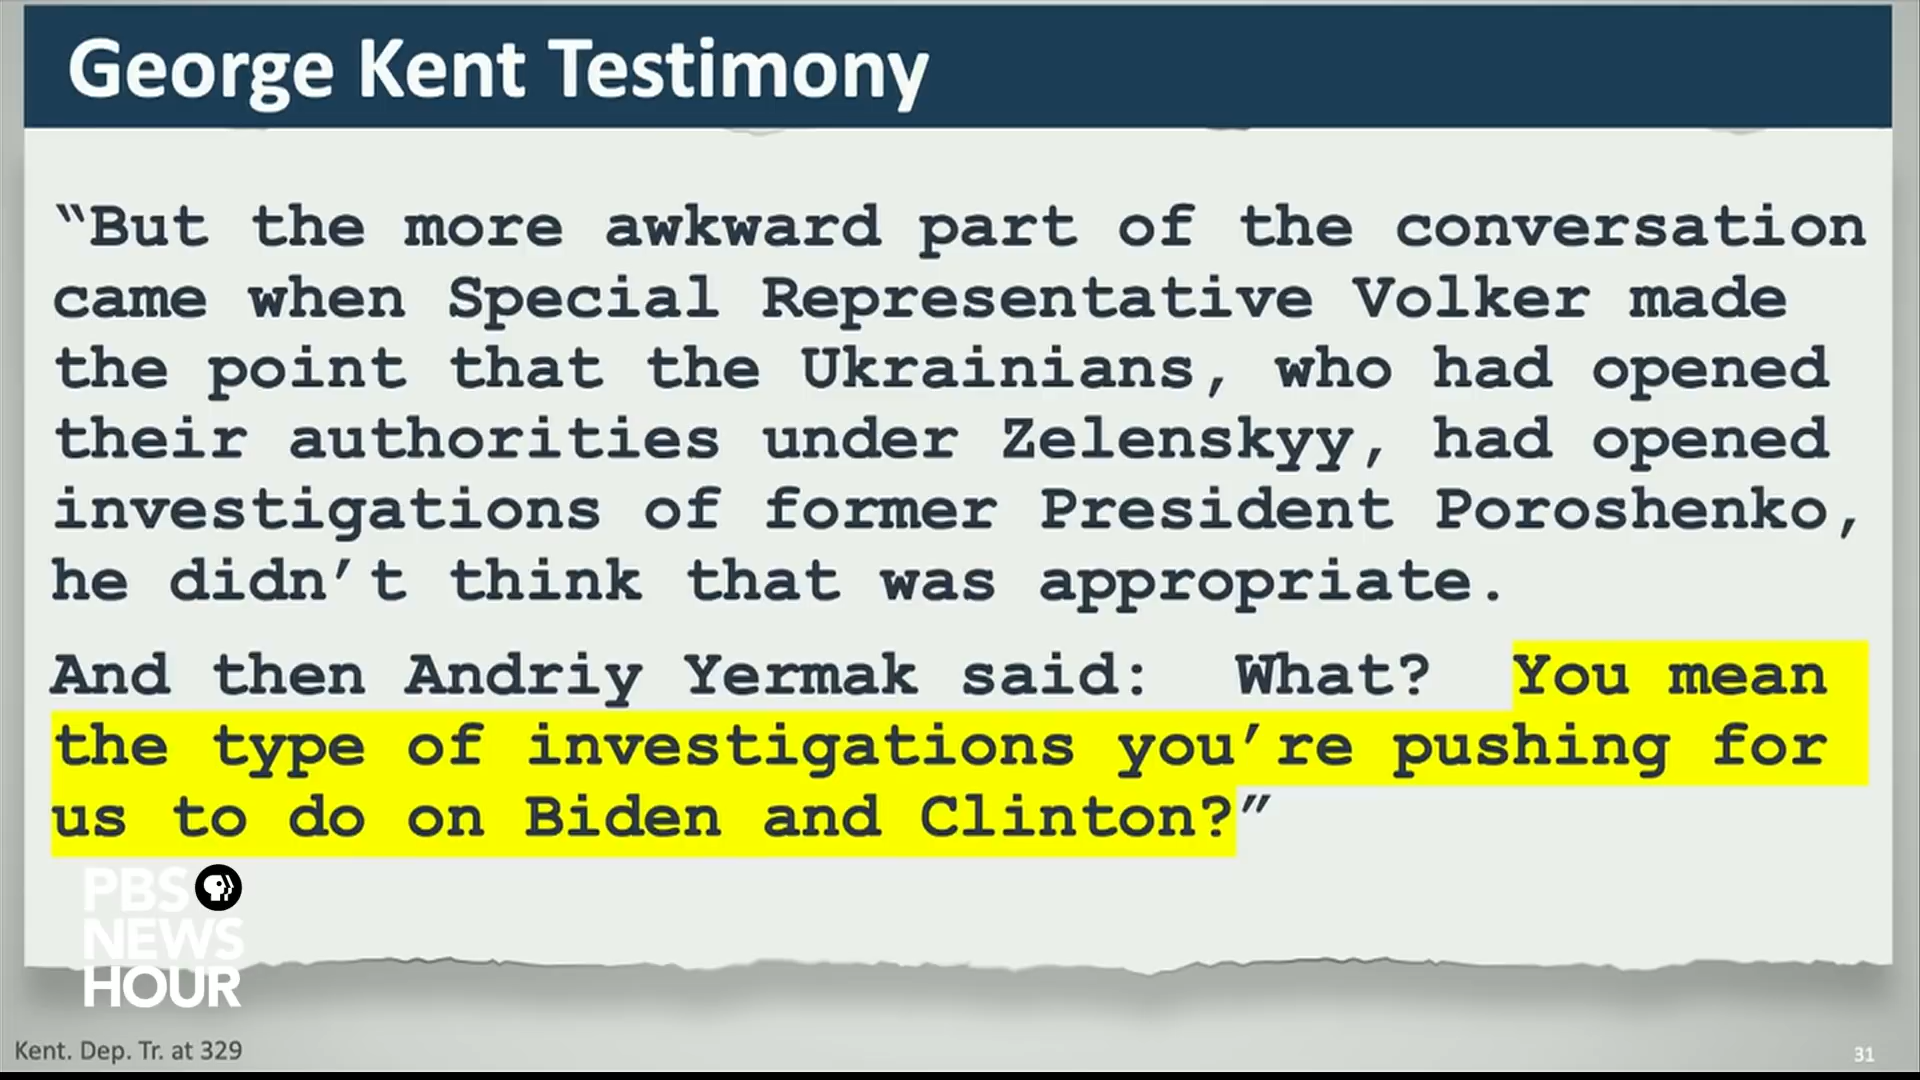 George Kent Testimony
“But the more awkward part of the conversation
came when Special Representative Volker made
the point that the Ukrainians, who had opened
their authorities under Zelenskyy, had opened
investigations of former President Poroshenko,
he didn’t think that was appropriate.
And then Andriy Yermak said:  What?  You mean
the type of investigations you’re pushing for
us to do on Biden and Clinton?”
PBS
NEWS
HOUR
Kent. Dep. Tr. at 329
31